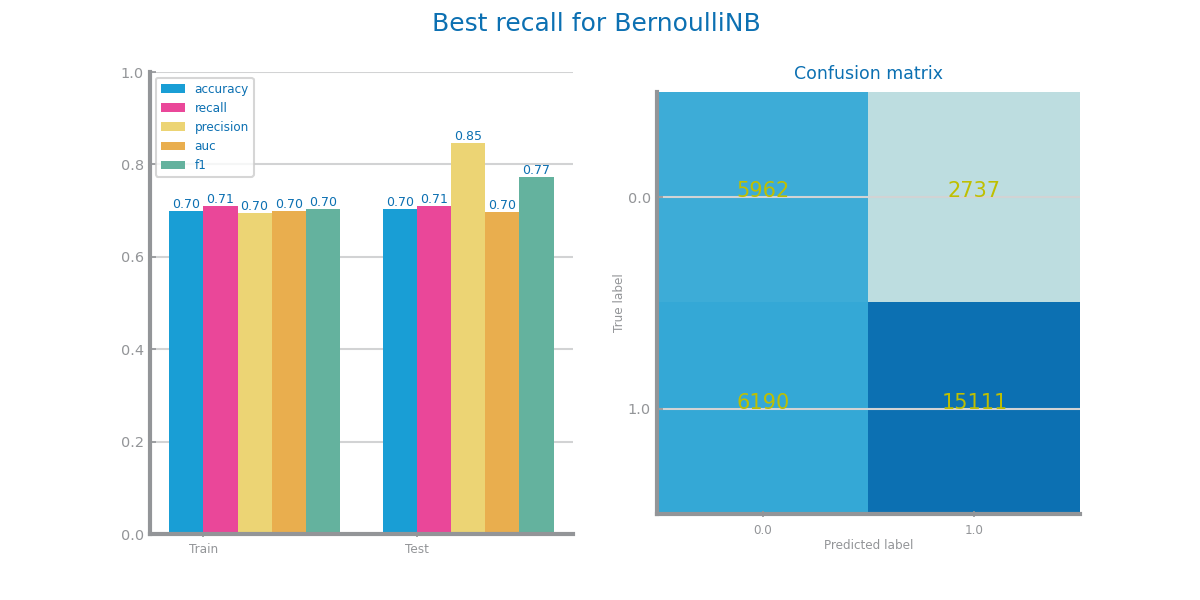 Best recall for BernoulliNB
1.0
0.8
0.6
0.4
0.2
0.0
accuracy
recall
precision
auc
f1
0.70 0.71 0.70 0.70 0.70
0.70 0.71 0.85 0.70 0.77
Train Test
Confusion matrix
True label
0.0
1.0
5962 2737
6190 15111
0.0 1.0
Predicted label